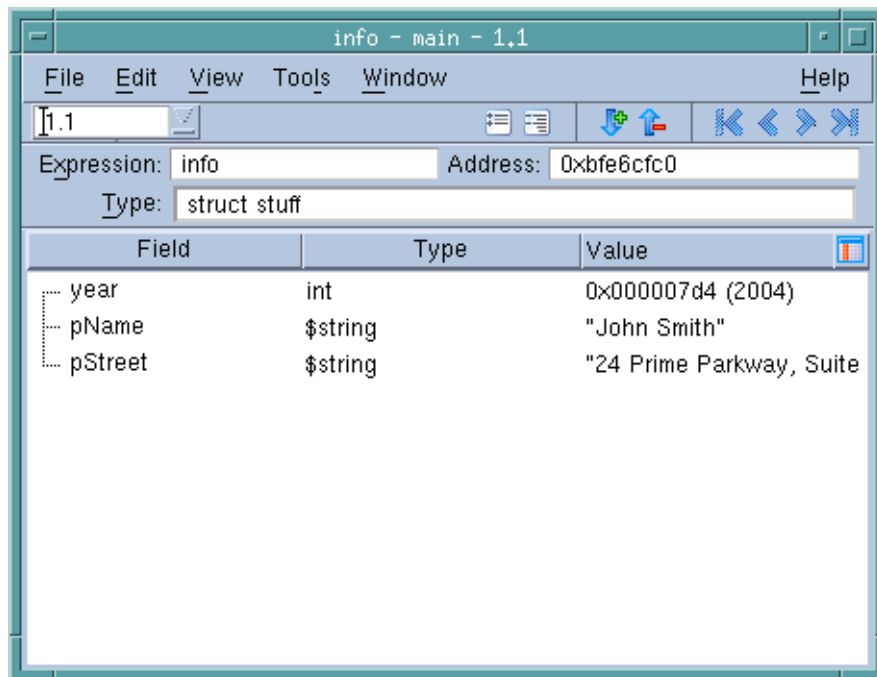 info - main - 1.1
File Edit View Tools Window Help
1.1
Expression: info Address: 0xbfe6cfc0
Type: struct stuff
Field Type Value
year int 0x000007d4 (2004)
pName $string "John Smith"
pStreet $string "24 Prime Parkway, Suite